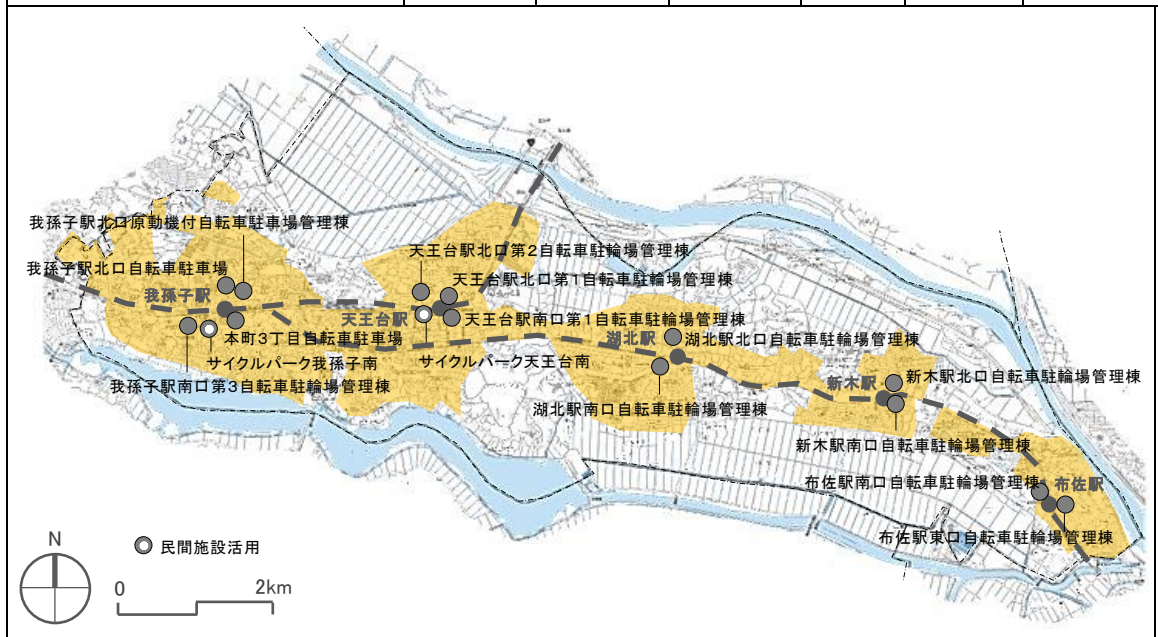 我孫子駅北口原動機付自転車駐車場管理棟
天王台駅北口第2自転車駐輪場管理棟
我孫子駅北口自転車駐車場
天王台駅北口第1自転車駐輪場管理棟
我孫子駅
天王台駅
天王台駅南口第1自転車駐輪場管理棟
本町3丁目自転車駐車場
湖北駅
湖北駅北口自転車駐輪場管理棟
サイクルパーク我孫子南
サイクルパーク天王台南
我孫子駅南口第3自転車駐輪場管理棟
新木駅
新木駅北口自転車駐輪場管理棟
湖北駅南口自転車駐輪場管理棟
新木駅南口自転車駐輪場管理棟
布佐駅南口自転車駐輪場管理棟
布佐駅
布佐駅東口自転車駐輪場管理棟
N
民間施設活用
0
2km